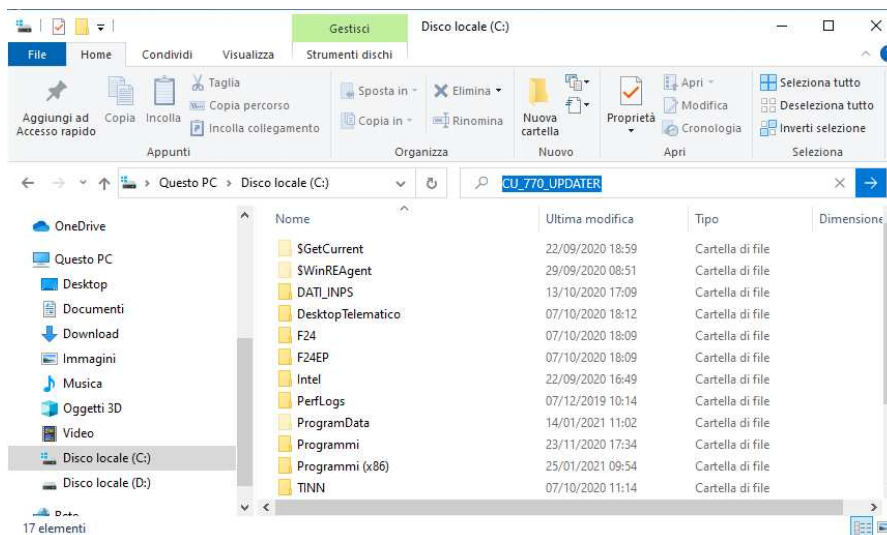 Gestisci
Disco locale (C:)
File
Home
Condividi
Visualizza
Strumenti dischi
Aggiungi ad
Accesso rapido
Copia
Incolla
Taglia
Copia percorso
Incolla collegamento
Appunti
Sposta in
Copia in
Elimina
Rinomina
Organizza
Nuova
cartella
Nuovo
Proprietà
Apri
Modifica
Cronologia
Apri
Seleziona tutto
Deseleziona tutto
Inverti selezione
Seleziona
Questo PC > Disco locale (C:)
CU_770_UPDATER
OneDrive
Questo PC
Desktop
Documenti
Download
Immagini
Musica
Oggetti 3D
Video
Disco locale (C:)
Disco locale (D:)
Nome Ultima modifica Tipo Dimensione
$GetCurrent 22/09/2020 18:59 Cartella di file
$WinREAgent 29/09/2020 08:51 Cartella di file
DATI_INPS 13/10/2020 17:09 Cartella di file
DesktopTelematico 07/10/2020 18:12 Cartella di file
F24 07/10/2020 18:09 Cartella di file
F24EP 07/10/2020 18:09 Cartella di file
Intel 22/09/2020 16:49 Cartella di file
PerfLogs 07/12/2019 10:14 Cartella di file
ProgramData 14/01/2021 11:02 Cartella di file
Programmi 23/11/2020 17:34 Cartella di file
Programmi (x86) 25/01/2021 09:54 Cartella di file
TINN 07/10/2020 11:14 Cartella di file
17 elementi